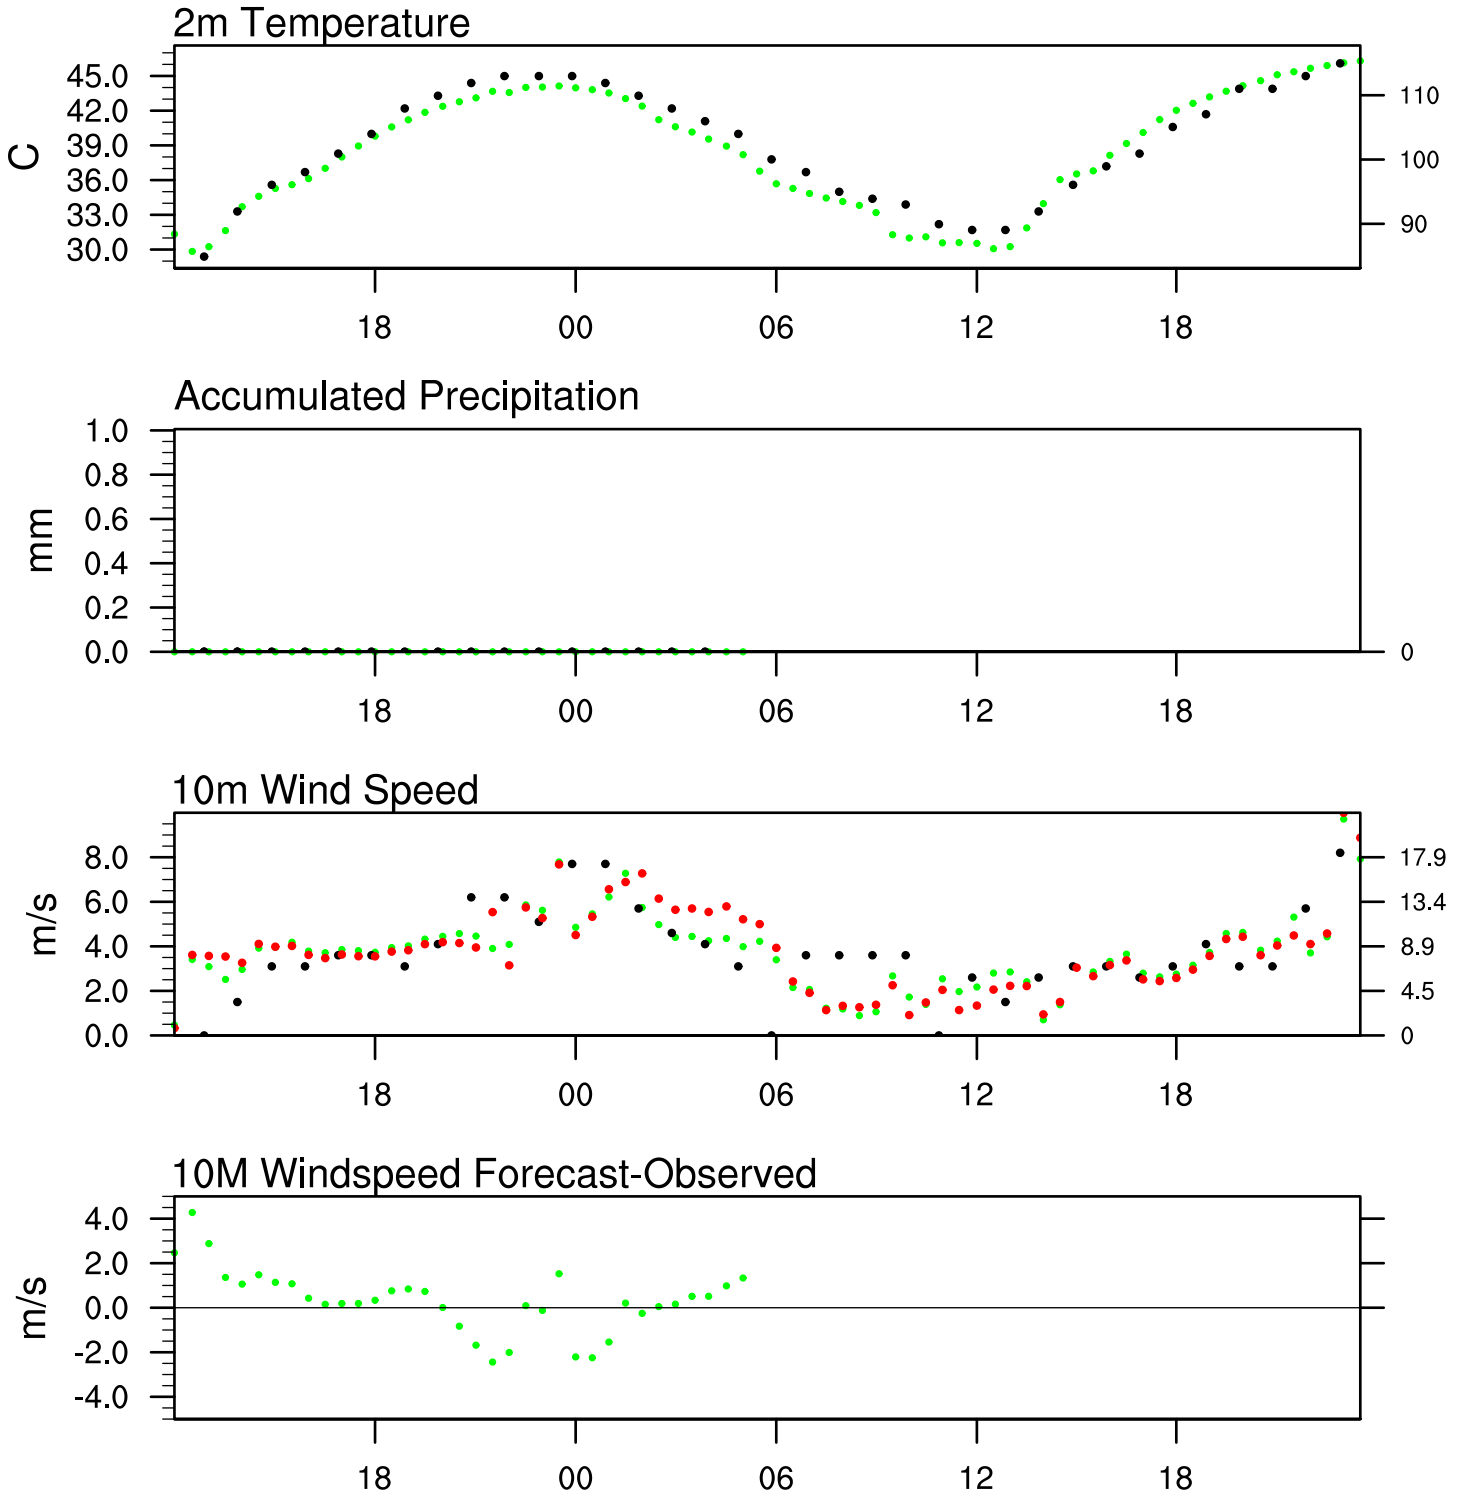 2m Temperature
45.0
42.0
39.0
36.0
33.0
30.0
C
110
100
90
18 00 06 12 18
Accumulated Precipitation
1.0
0.8
0.6
0.4
0.2
0.0
mm
0
18 00 06 12 18
10m Wind Speed
8.0
6.0
4.0
2.0
0.0
m/s
17.9
13.4
8.9
4.5
0
18 00 06 12 18
10M Windspeed Forecast-Observed
4.0
2.0
0.0
-2.0
-4.0
m/s
18 00 06 12 18